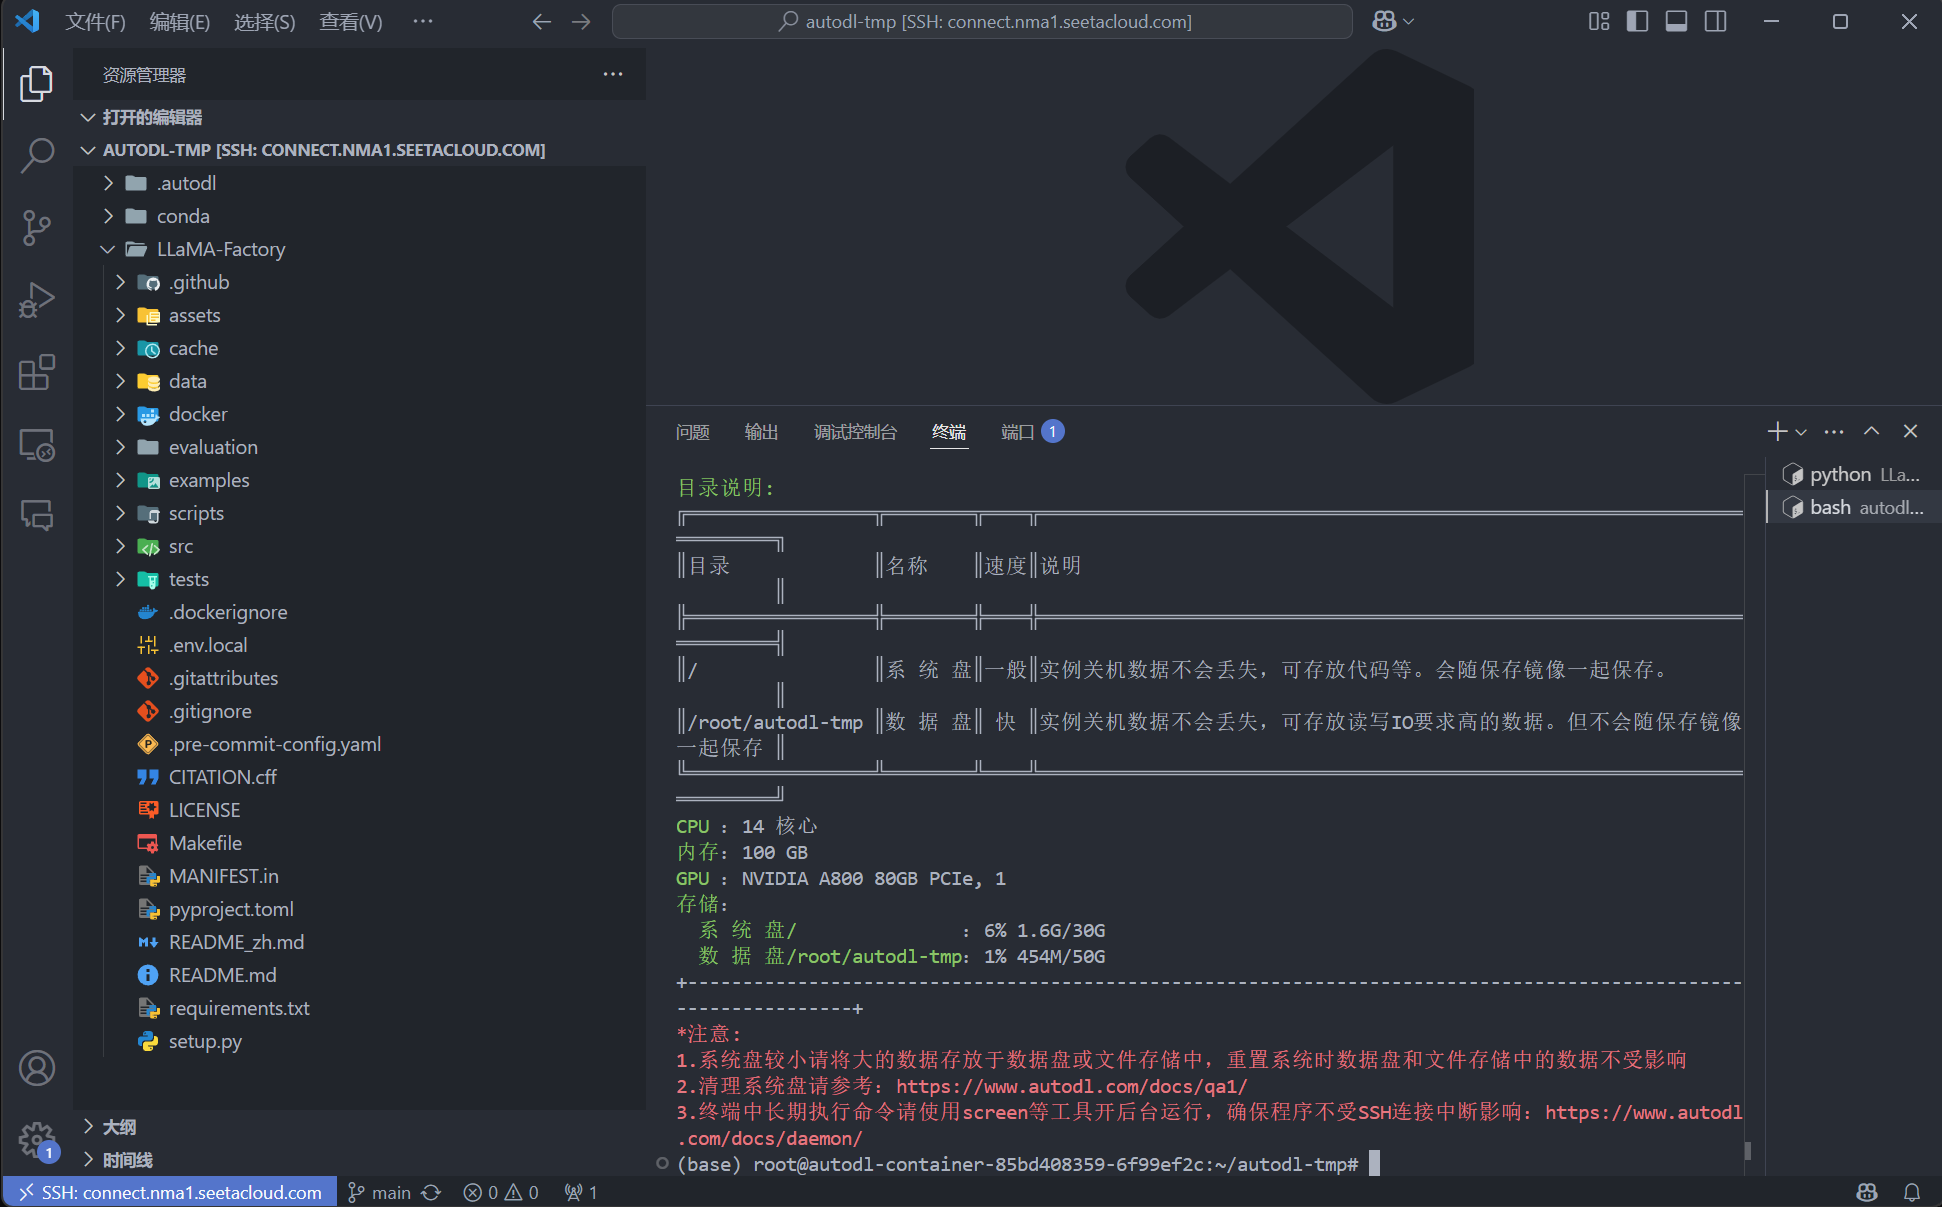 文件(F) 编辑(E) 选择(S) 查看(V) ···
autodl-tmp [SSH: connect.nma1.seetacloud.com]
资源管理器
打开的编辑器
AUTODL-TMP [SSH: CONNECT.NMA1.SEETACLOUD.COM]
.autodl
conda
LLaMA-Factory
.github
assets
cache
data
docker
evaluation
examples
scripts
src
tests
.dockerignore
.env.local
.gitattributes
.gitignore
.pre-commit-config.yaml
CITATION.cff
LICENSE
Makefile
MANIFEST.in
pyproject.toml
README_zh.md
README.md
requirements.txt
setup.py
大纲
时间线
1
问题 输出 调试控制台 终端 端口 1
python LLa...
bash autodl...
目录说明:
╔═════════════════╦════════╦════╦════════════════════════════════════════════════════════════════
═════════╗
║目录 ║名称 ║速度║说明
║
╠═════════════════╬════════╬════╬════════════════════════════════════════════════════════════════
═════════╣
║/ ║系 统 盘║一般║实例关机数据不会丢失，可存放代码等。会随保存镜像一起保存。
║
║/root/autodl-tmp ║数 据 盘║ 快 ║实例关机数据不会丢失，可存放读写IO要求高的数据。但不会随保存镜像
一起保存 ║
╚═════════════════╩════════╩════╩════════════════════════════════════════════════════════════════
═════════╝
CPU : 14 核心
内存: 100 GB
GPU : NVIDIA A800 80GB PCIe, 1
存储:
系 统 盘/ : 6% 1.6G/30G
数 据 盘/root/autodl-tmp: 1% 454M/50G
+------------------------------------------------------------------------------------------------
----------------+
*注意:
1.系统盘较小请将大的数据存放于数据盘或文件存储中，重置系统时数据盘和文件存储中的数据不受影响
2.清理系统盘请参考: https://www.autodl.com/docs/qa1/
3.终端中长期执行命令请使用screen等工具开后台运行，确保程序不受SSH连接中断影响: https://www.autodl
.com/docs/daemon/
(base) root@autodl-container-85bd408359-6f99ef2c:~/autodl-tmp#
SSH: connect.nma1.seetacloud.com main 0 0 1